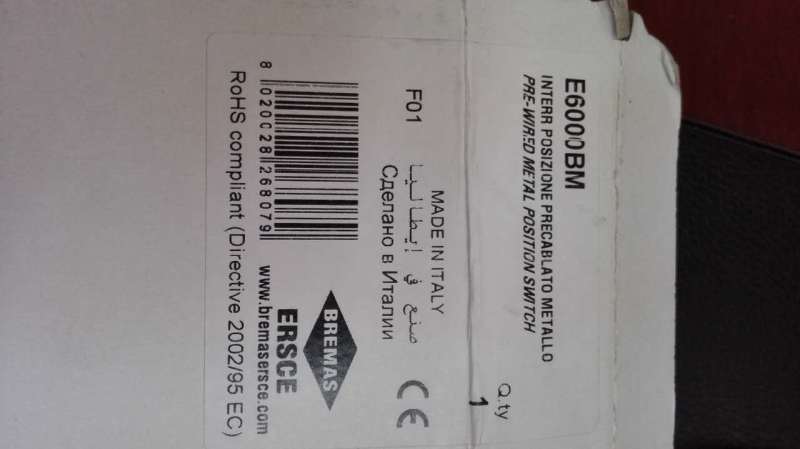 E6000BM
INTERR POSIZIONE PRECABLATO METALLO
PRE-WIRED METAL POSITION SWITCH
Q.ty
1
MADE IN ITALY
صنع في إيطاليا
Сделано в Италии
F01
CE
8 020028 268079
BREMAS
ERSCE
www.bremasersce.com
RoHS compliant (Directive 2002/95 EC)